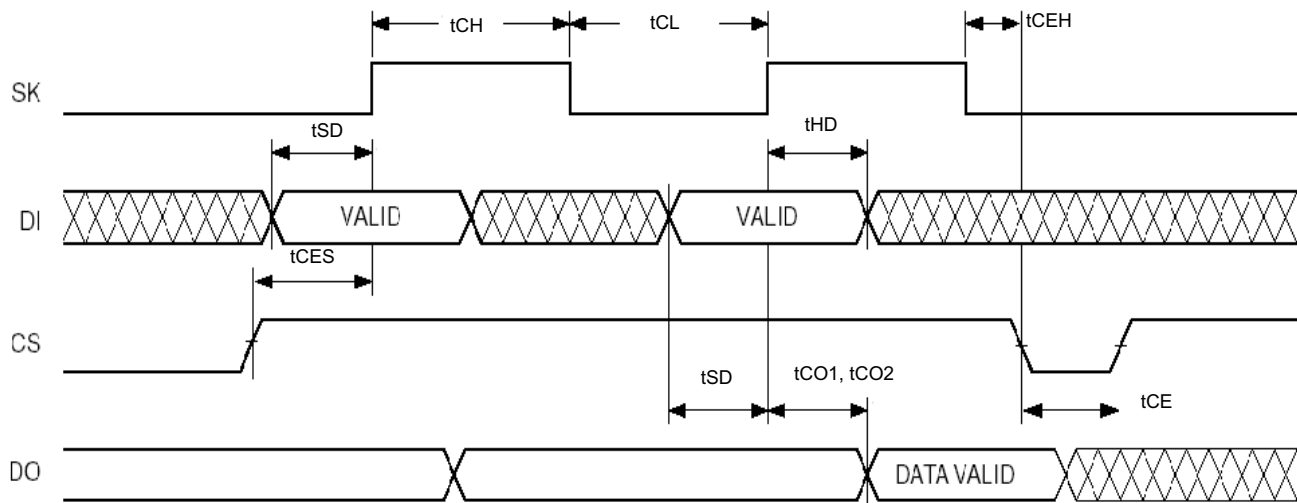 tCH
tCL
tCEH
SK
tSD
tHD
DI
VALID
VALID
tCES
CS
tSD
tCO1, tCO2
tCE
DO
DATA VALID